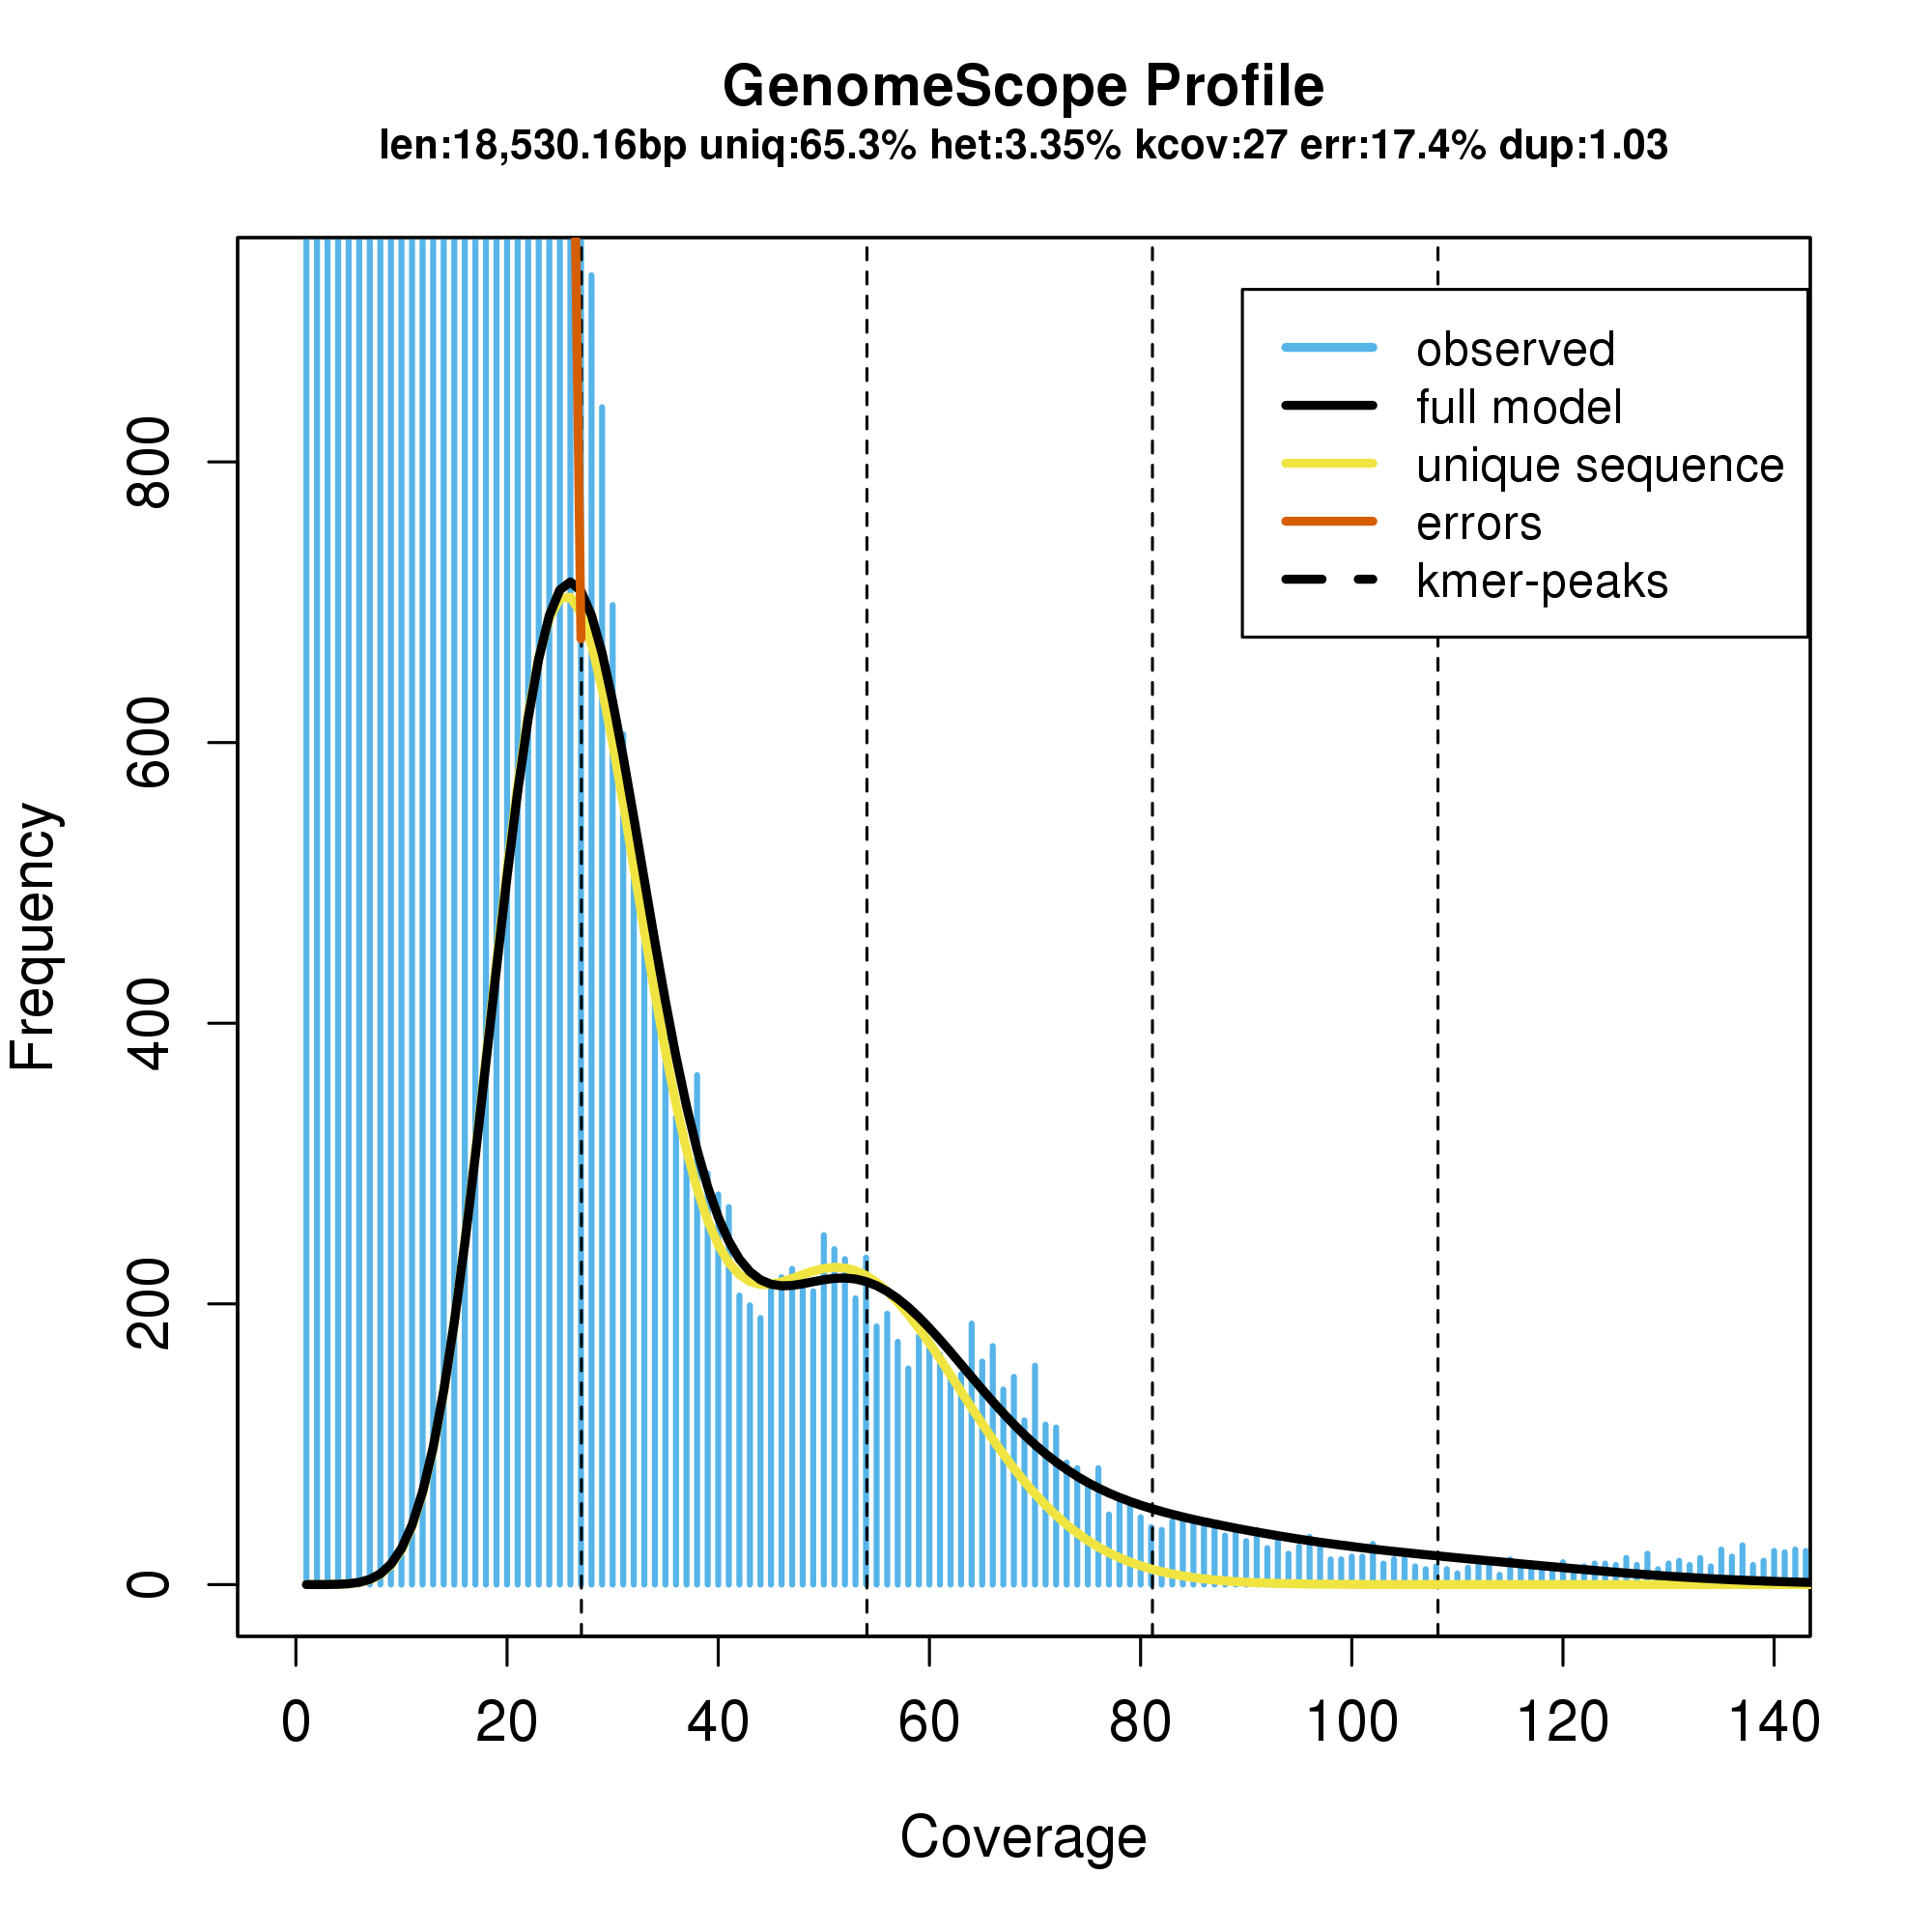 GenomeScope Profile
len:18,530.16bp uniq:65.3% het:3.35% kcov:27 err:17.4% dup:1.03
observed
full model
unique sequence
errors
kmer-peaks
Frequency
800
600
400
200
0
0 20 40 60 80 100 120 140
Coverage